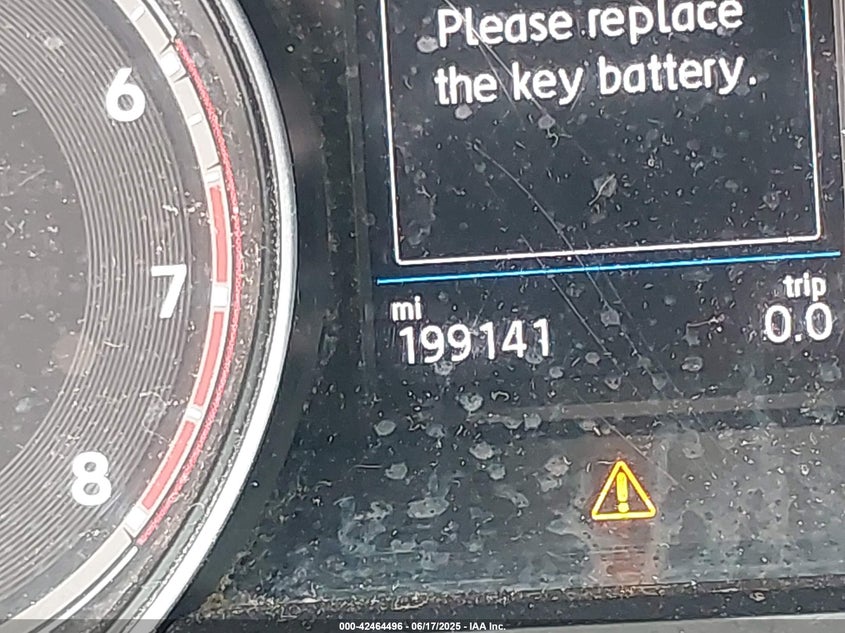 Please replace
the key battery.
6
7
8
mi
199141
trip
0.0
000-42464496 - 06/17/2025 - IAA Inc.